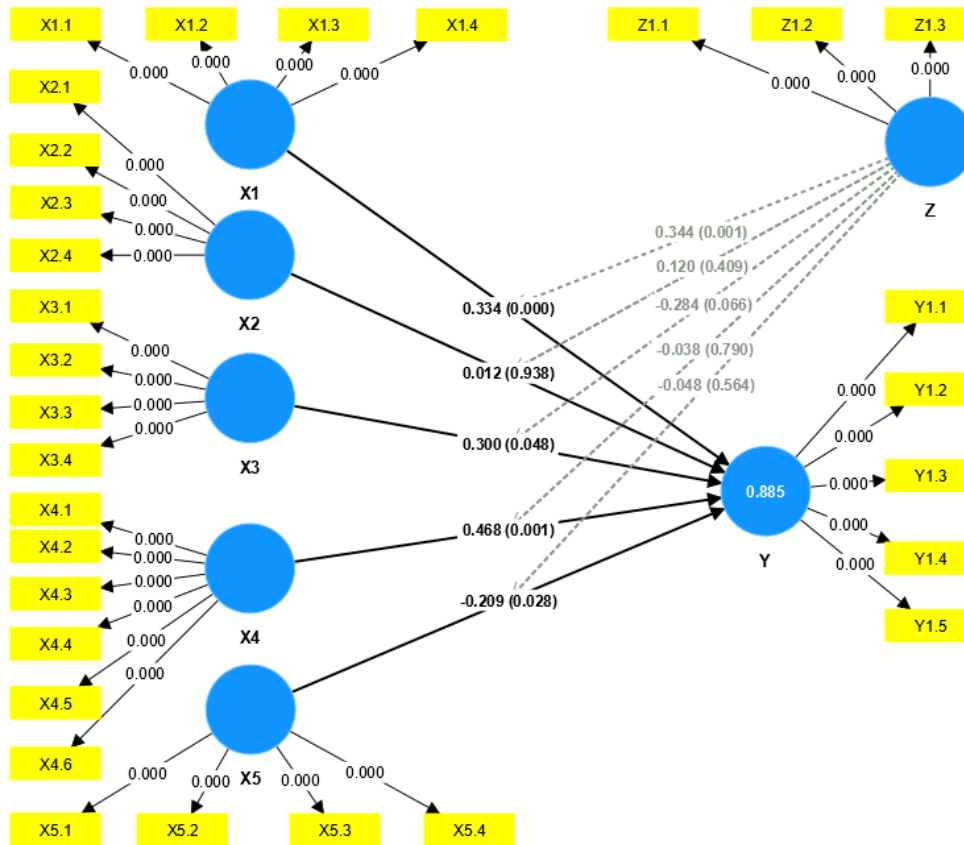 X1.1
X1.2
X1.3
X1.4
Z1.1
Z1.2
Z1.3
0.000
0.000
0.000
0.000
0.000
0.000
0.000
X2.1
X2.2
X2.3
X2.4
0.000
0.000
0.000
0.000
X1
Z
X2
X3.1
X3.2
X3.3
X3.4
0.000
0.000
0.000
0.000
X3
0.344 (0.001)
0.120 (0.409)
-0.284 (0.066)
-0.038 (0.790)
-0.048 (0.564)
0.334 (0.000)
0.012 (0.938)
0.300 (0.048)
0.468 (0.001)
-0.209 (0.028)
Y1.1
Y1.2
Y1.3
Y1.4
Y1.5
0.000
0.000
0.000
0.000
0.000
0.885
Y
X4.1
X4.2
X4.3
X4.4
X4.5
X4.6
0.000
0.000
0.000
0.000
0.000
0.000
X4
X5
0.000
0.000
0.000
0.000
X5.1
X5.2
X5.3
X5.4